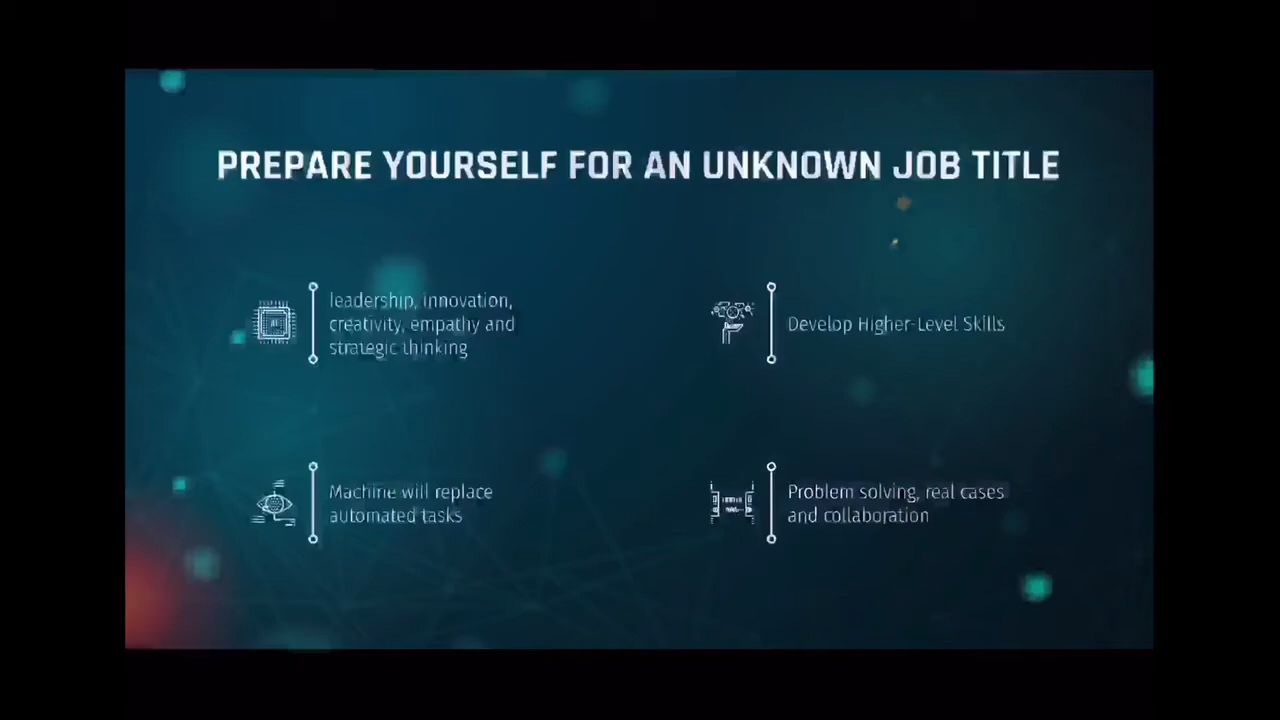 PREPARE YOURSELF FOR AN UNKNOWN JOB TITLE
leadership, innovation,
creativity, empathy and
strategic thinking
Develop Higher-Level Skills
Machine will replace
automated tasks
Problem solving, real cases
and collaboration